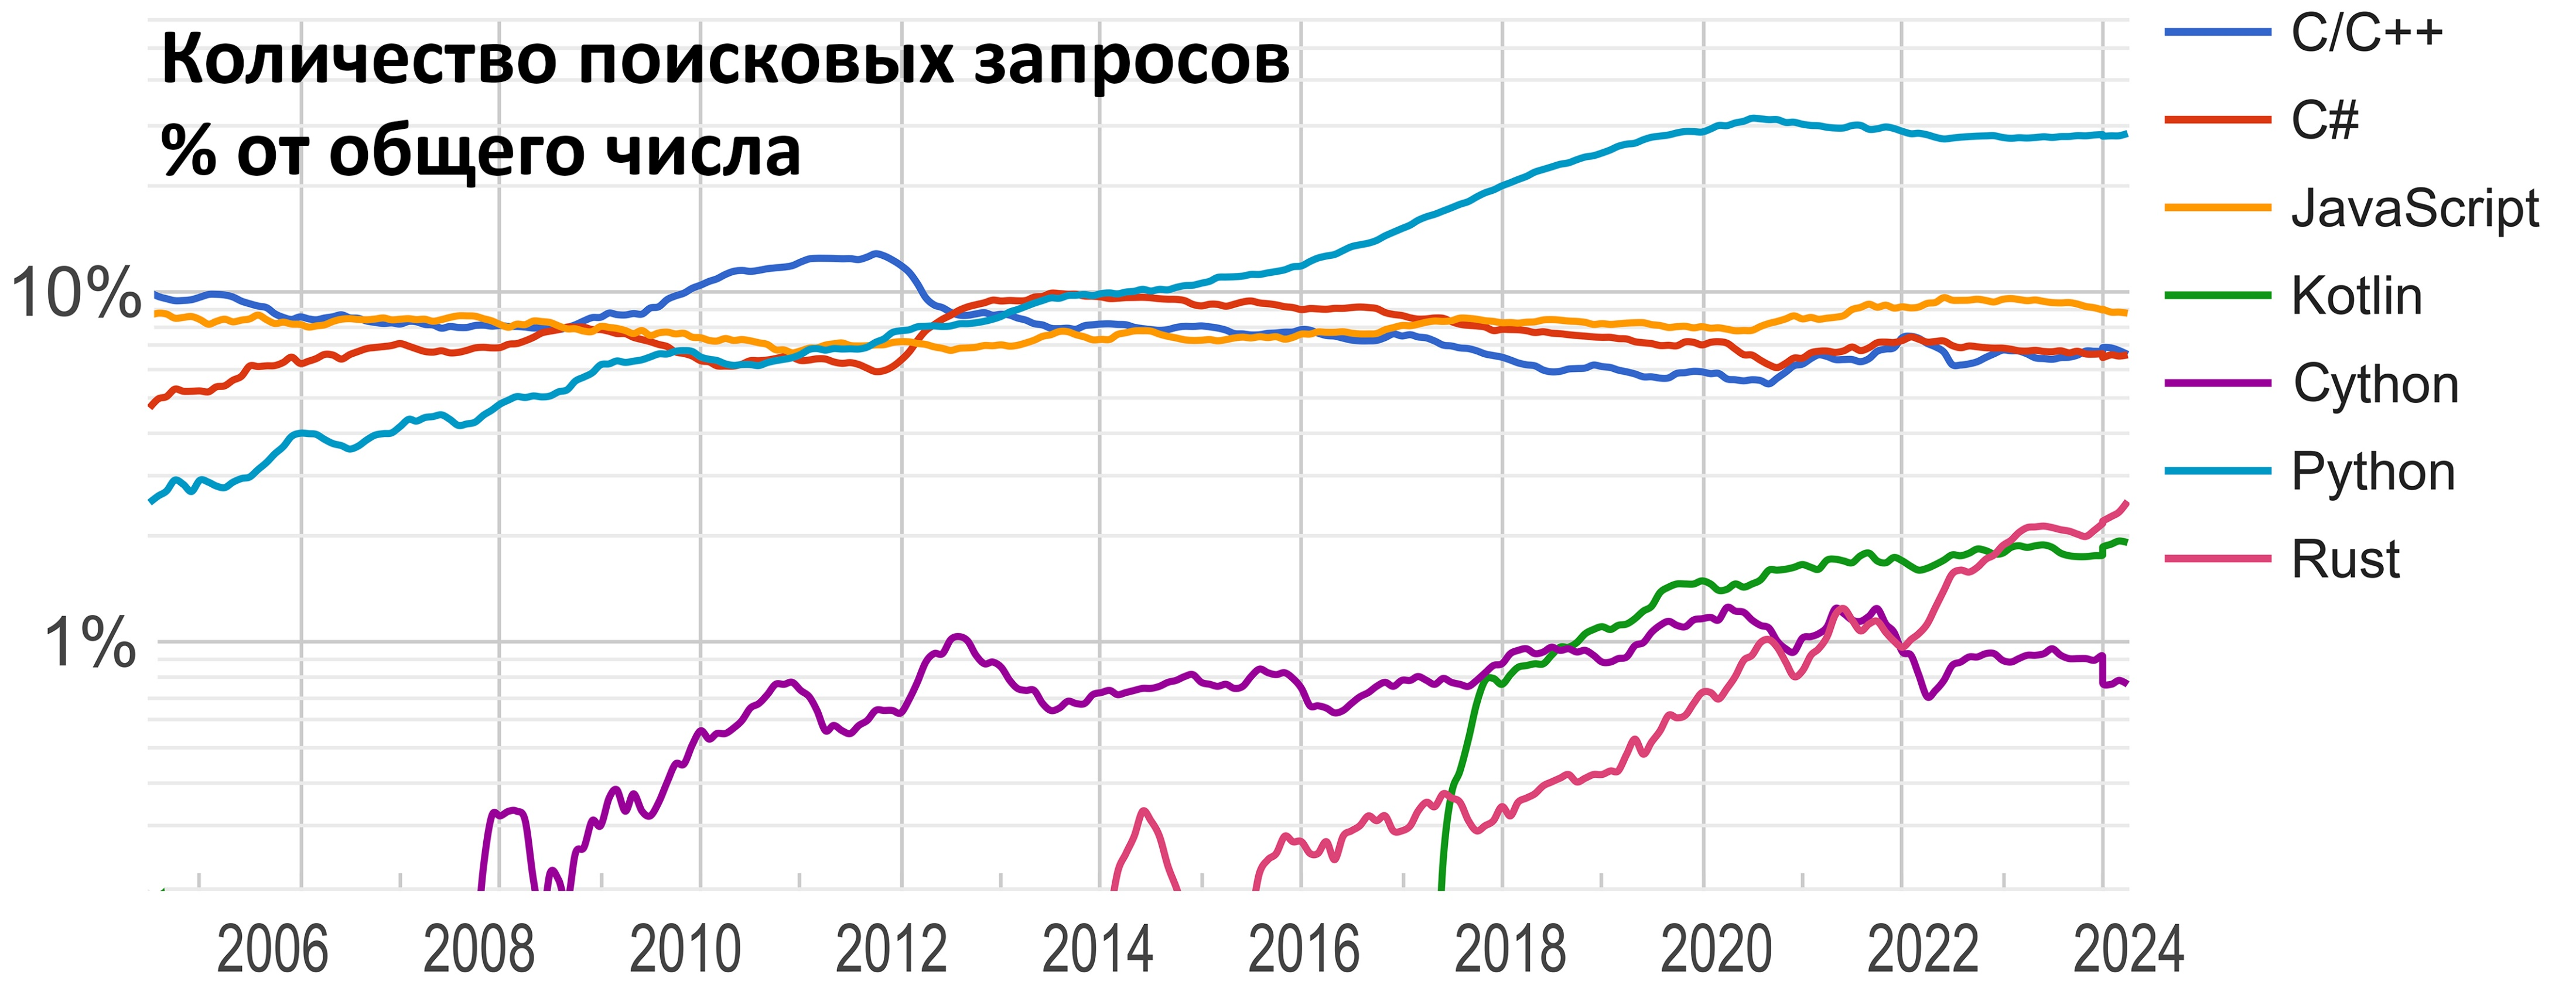 Количество поисковых запросов
% от общего числа
10%
1%
2006 2008 2010 2012 2014 2016 2018 2020 2022 2024
C/C++
C#
JavaScript
Kotlin
Cython
Python
Rust